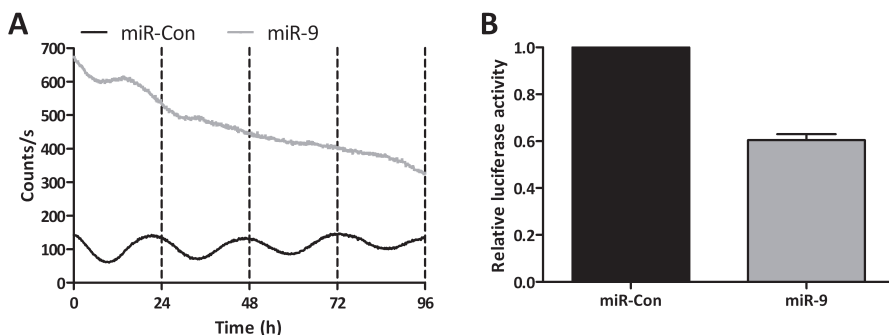 A
miR-Con miR-9
700
600
500
400
300
200
100
0
Counts/s
0 24 48 72 96
Time (h)
B
1.0
0.8
0.6
0.4
0.2
0.0
Relative luciferase activity
miR-Con miR-9